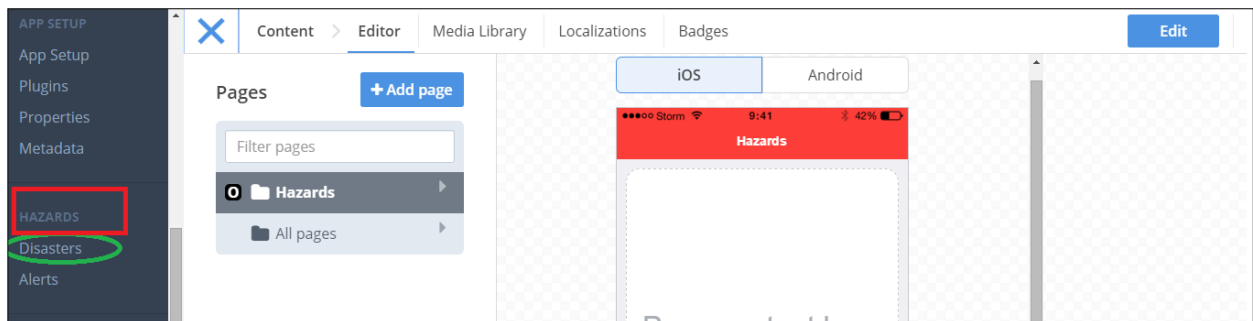 APP SETUP
App Setup
Plugins
Properties
Metadata
HAZARDS
Disasters
Alerts
Content > Editor Media Library Localizations Badges Edit
Pages + Add page
Filter pages
O Hazards
All pages
iOS Android
Storm 9:41 42%
Hazards